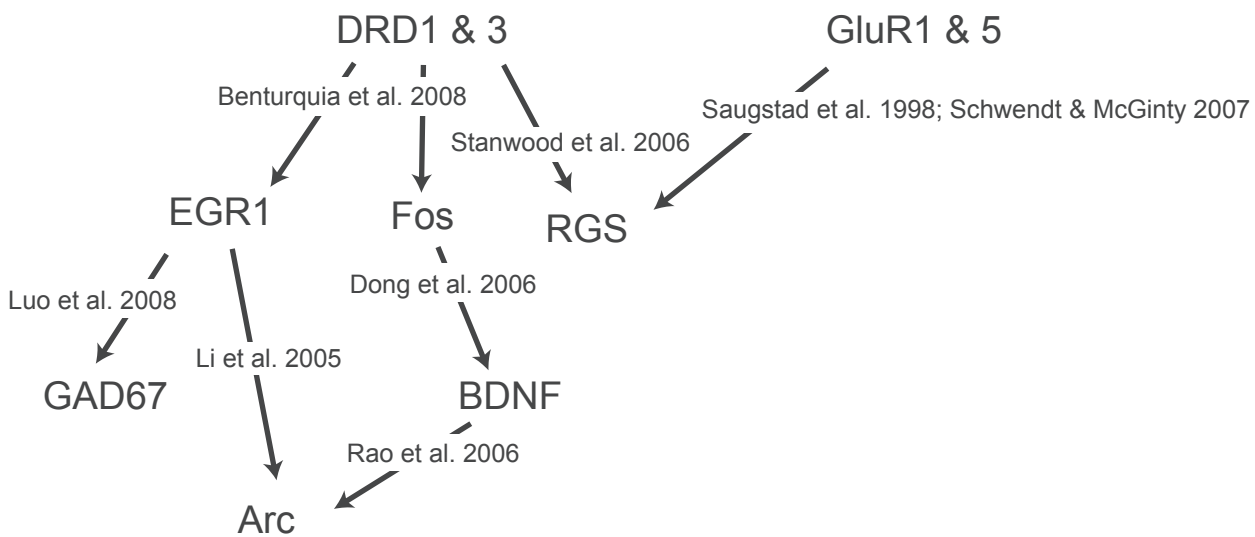 DRD1 & 3
GluR1 & 5
Benturquia et al. 2008
Saugstad et al. 1998; Schwendt & McGinty 2007
Stanwood et al. 2006
EGR1
Fos
RGS
Luo et al. 2008
Dong et al. 2006
Li et al. 2005
GAD67
BDNF
Rao et al. 2006
Arc